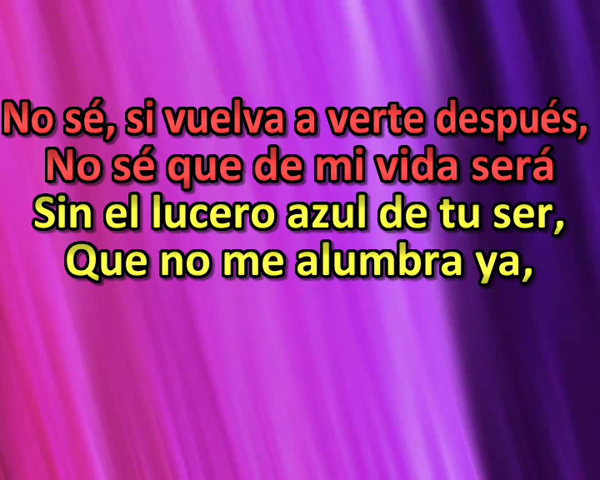 No sé, si vuelva a verte después,
No sé que de mi vida será
Sin el lucero azul de tu ser,
Que no me alumbra ya,